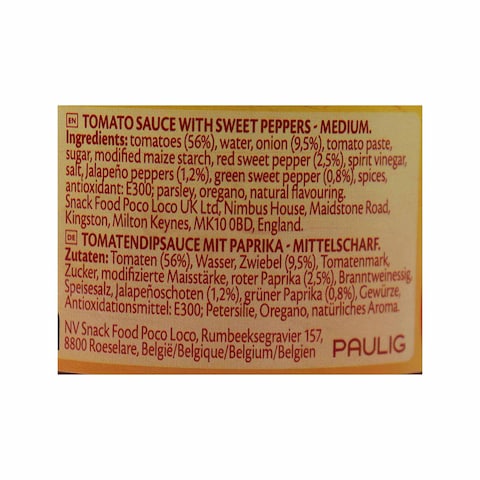 EN TOMATO SAUCE WITH SWEET PEPPERS - MEDIUM.
Ingredients: tomatoes (56%), water, onion (9,5%), tomato paste,
sugar, modified maize starch, red sweet pepper (2,5%), spirit vinegar,
salt, Jalapeño peppers (1,2%), green sweet pepper (0,8%), spices,
antioxidant: E300; parsley, oregano, natural flavouring.
Snack Food Poco Loco UK Ltd, Nimbus House, Maidstone Road,
Kingston, Milton Keynes, MK10 0BD, England.
DE TOMATENDIPSAUCE MIT PAPRIKA - MITTELSCHARF.
Zutaten: Tomaten (56%), Wasser, Zwiebel (9,5%), Tomatenmark,
Zucker, modifizierte Maisstärke, roter Paprika (2,5%), Branntweinessig,
Speisesalz, Jalapeñoschoten (1,2%), grüner Paprika (0,8%), Gewürze,
Antioxidationsmittel: E300; Petersilie, Oregano, natürliches Aroma.
NV Snack Food Poco Loco, Rumbeeksegravier 157,
8800 Roeselare, België/Belgique/Belgium/Belgien
PAULIG